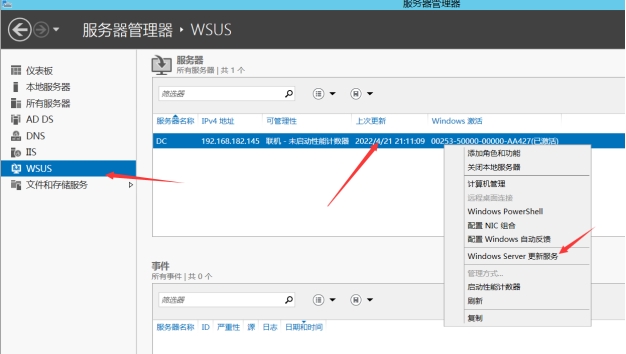 服务器管理器
服务器管理器 ▸ WSUS
仪表板
本地服务器
所有服务器
AD DS
DNS
IIS
WSUS
文件和存储服务
服务器
所有服务器 | 共 1 个
筛选器
服务器名称 IPv4 地址 可管理性 上次更新 Windows 激活
DC 192.168.182.145 联机 - 未启动性能计数器 2022/4/21 21:11:09 00253-50000-00000-AA427(已激活)
添加角色和功能
关闭本地服务器
计算机管理
远程桌面连接
Windows PowerShell
配置 NIC 组合
配置 Windows 自动反馈
Windows Server 更新服务
管理方式...
启动性能计数器
刷新
复制
事件
所有事件 | 共 0 个
筛选器
服务器名称 ID 严重性 源 日志 日期和时间